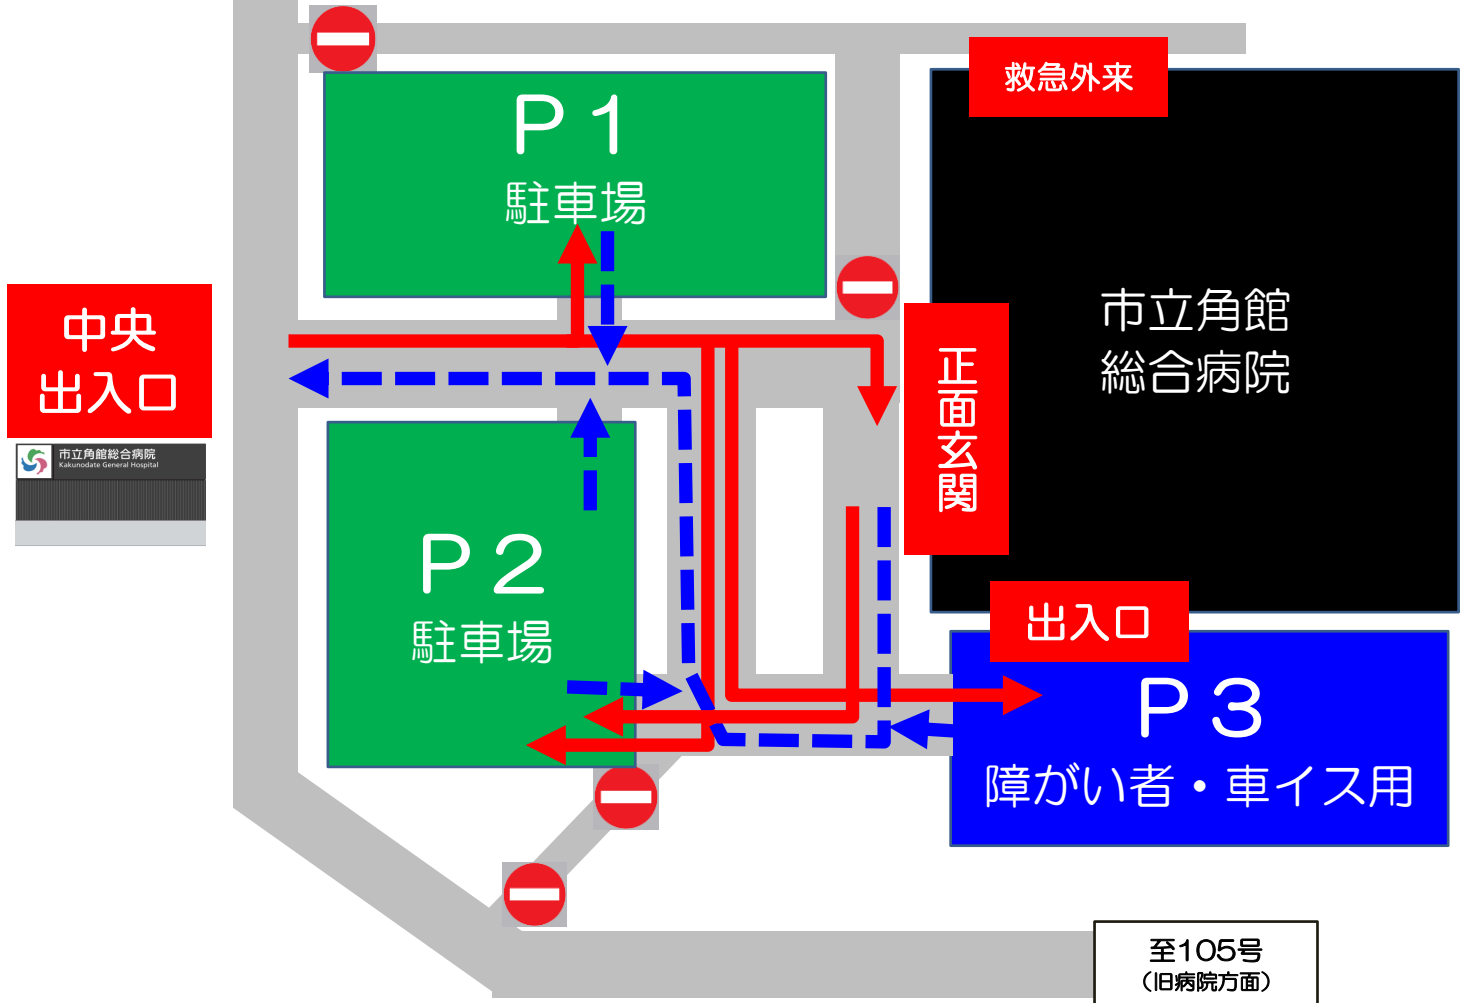 救急外来
P1
駐車場
中央
出入口
市立角館総合病院
Kakunodate General Hospital
正面玄関
市立角館
総合病院
P2
駐車場
出入口
P3
障がい者・車イス用
至105号
(旧病院方面)